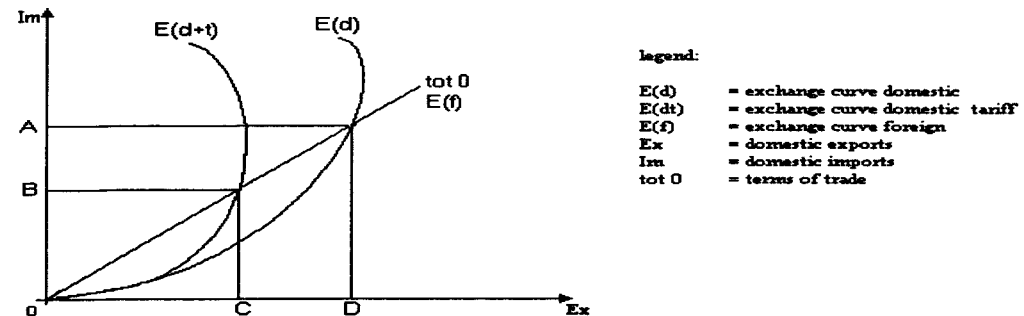 Im
E(d+t)
E(d)
tot 0
E(f)
A
B
0
C
D
Ex
legend:
E(d) = exchange curve domestic
E(dt) = exchange curve domestic tariff
E(f) = exchange curve foreign
Ex = domestic exports
Im = domestic imports
tot 0 = terms of trade